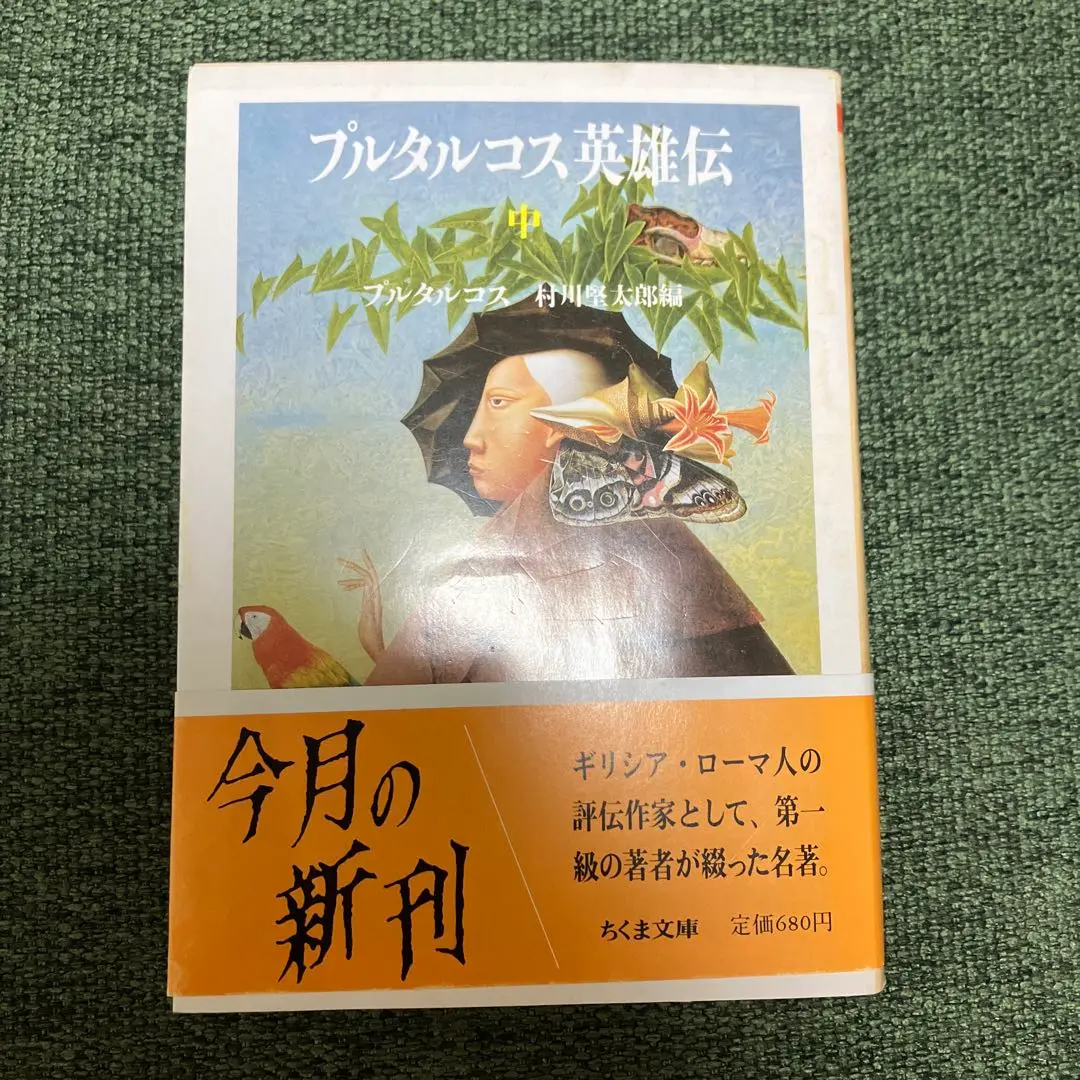 プルタルコス英雄伝
中
プルタルコス 村川堅太郎編
今月の
新刊
ギリシア・ローマ人の
評伝作家として、第一
級の著者が綴った名著。
ちくま文庫 定価680円